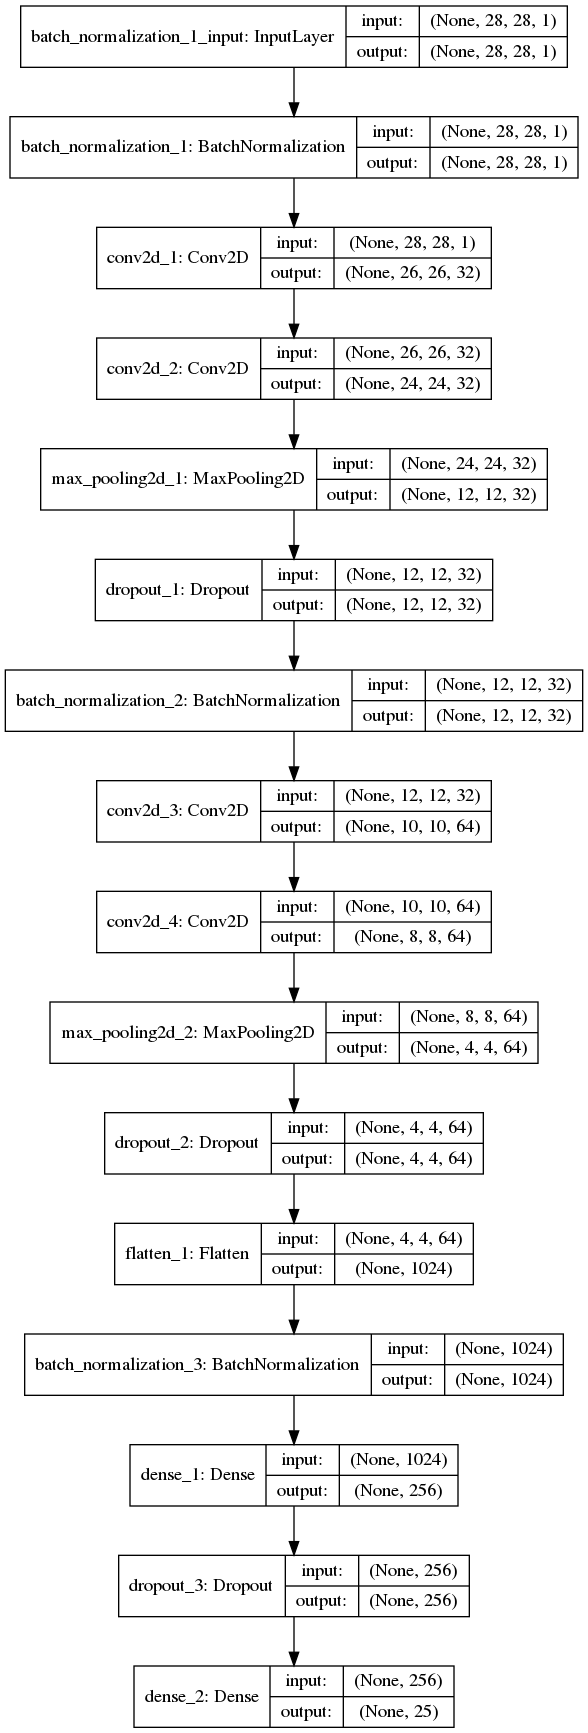 batch_normalization_1_input: InputLayer
input: (None, 28, 28, 1)
output: (None, 28, 28, 1)
batch_normalization_1: BatchNormalization
input: (None, 28, 28, 1)
output: (None, 28, 28, 1)
conv2d_1: Conv2D
input: (None, 28, 28, 1)
output: (None, 26, 26, 32)
conv2d_2: Conv2D
input: (None, 26, 26, 32)
output: (None, 24, 24, 32)
max_pooling2d_1: MaxPooling2D
input: (None, 24, 24, 32)
output: (None, 12, 12, 32)
dropout_1: Dropout
input: (None, 12, 12, 32)
output: (None, 12, 12, 32)
batch_normalization_2: BatchNormalization
input: (None, 12, 12, 32)
output: (None, 12, 12, 32)
conv2d_3: Conv2D
input: (None, 12, 12, 32)
output: (None, 10, 10, 64)
conv2d_4: Conv2D
input: (None, 10, 10, 64)
output: (None, 8, 8, 64)
max_pooling2d_2: MaxPooling2D
input: (None, 8, 8, 64)
output: (None, 4, 4, 64)
dropout_2: Dropout
input: (None, 4, 4, 64)
output: (None, 4, 4, 64)
flatten_1: Flatten
input: (None, 4, 4, 64)
output: (None, 1024)
batch_normalization_3: BatchNormalization
input: (None, 1024)
output: (None, 1024)
dense_1: Dense
input: (None, 1024)
output: (None, 256)
dropout_3: Dropout
input: (None, 256)
output: (None, 256)
dense_2: Dense
input: (None, 256)
output: (None, 25)